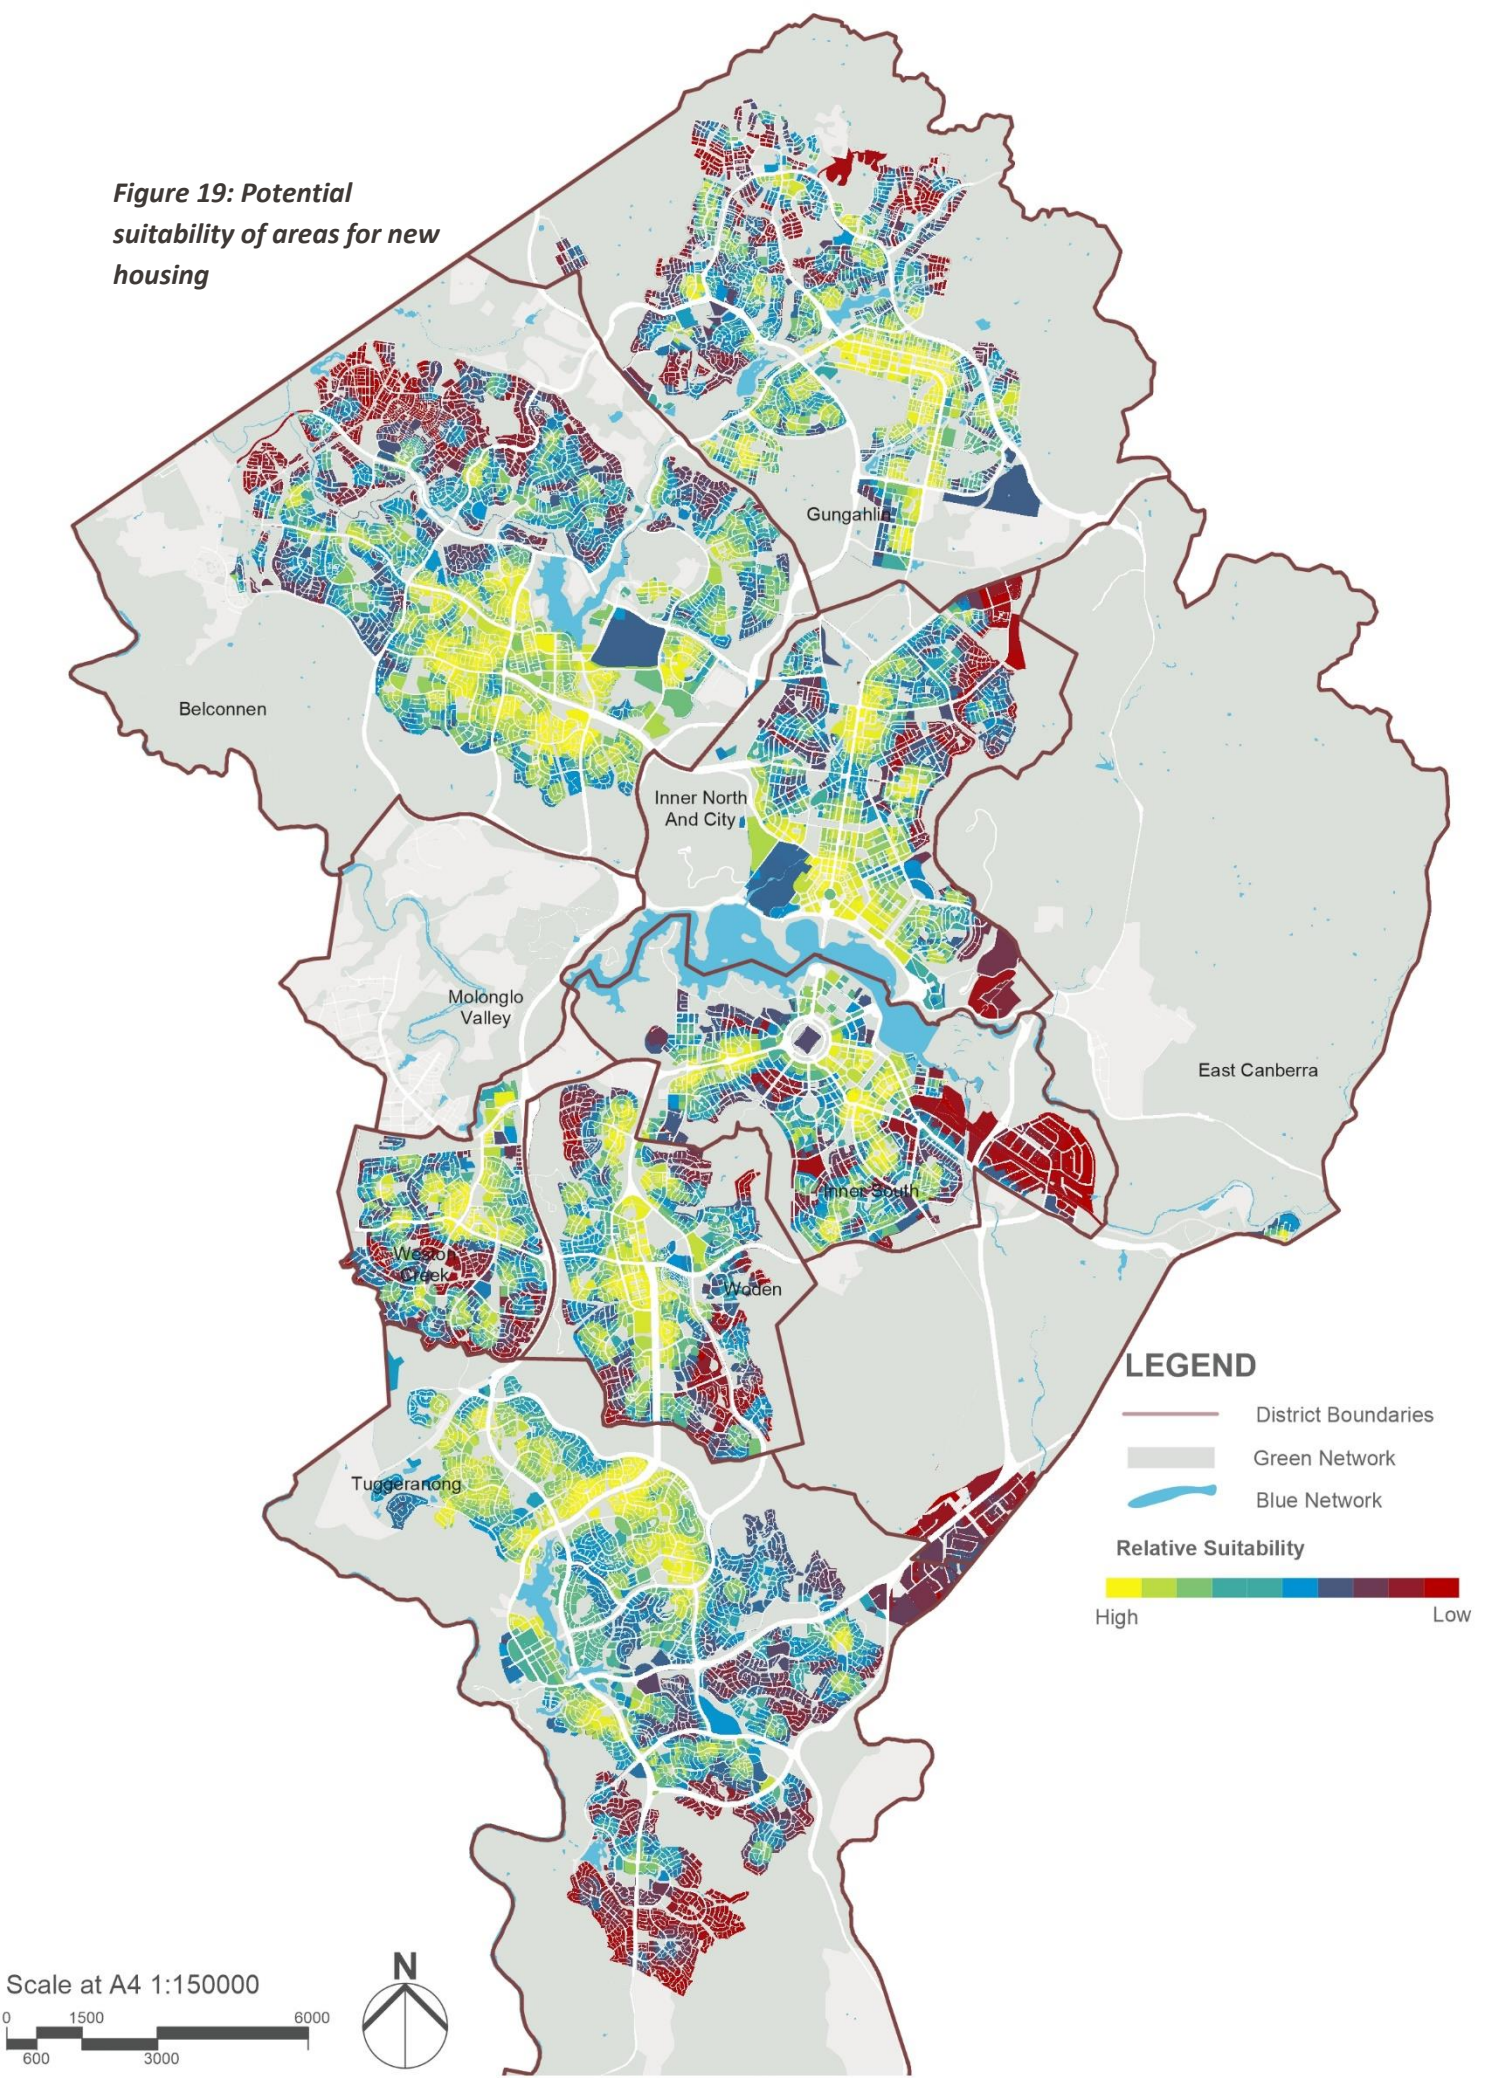 Figure 19: Potential
suitability of areas for new
housing
Gungahlin
Belconnen
Inner North
And City
Molonglo
Valley
East Canberra
Inner South
Weston
Creek
Woden
LEGEND
District Boundaries
Tuggeranong
Green Network
Blue Network
Relative Suitability
High
Low
Scale at A4 1:150000
0 1500 6000
600 3000
N